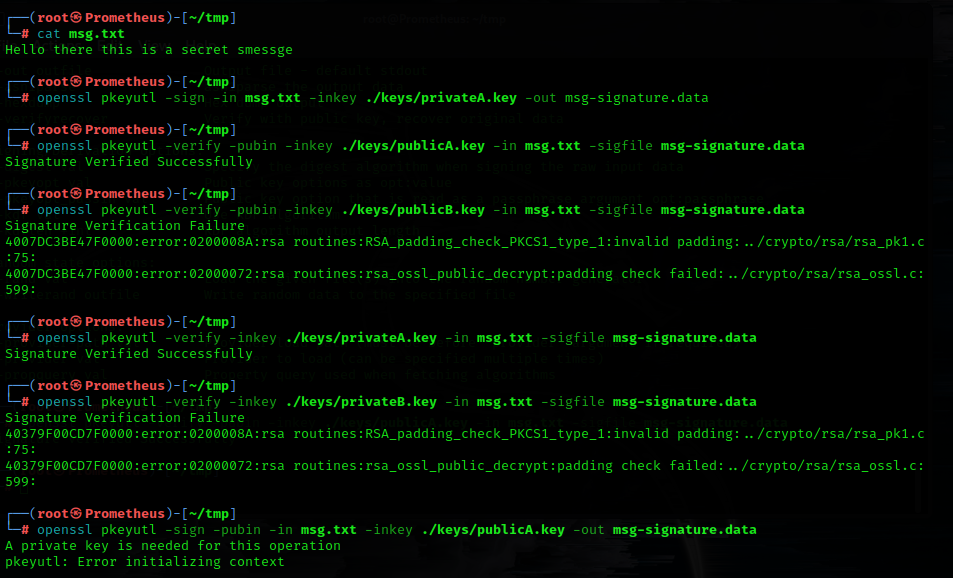 ┌──(root㉿Prometheus)-[~/tmp]
└─# cat msg.txt
Hello there this is a secret smessge
┌──(root㉿Prometheus)-[~/tmp]
└─# openssl pkeyutl -sign -in msg.txt -inkey ./keys/privateA.key -out msg-signature.data
┌──(root㉿Prometheus)-[~/tmp]
└─# openssl pkeyutl -verify -pubin -inkey ./keys/publicA.key -in msg.txt -sigfile msg-signature.data
Signature Verified Successfully
┌──(root㉿Prometheus)-[~/tmp]
└─# openssl pkeyutl -verify -pubin -inkey ./keys/publicB.key -in msg.txt -sigfile msg-signature.data
Signature Verification Failure
4007DC3BE47F0000:error:0200008A:rsa routines:RSA_padding_check_PKCS1_type_1:invalid padding:../crypto/rsa/rsa_pk1.c
:75:
4007DC3BE47F0000:error:02000072:rsa routines:rsa_ossl_public_decrypt:padding check failed:../crypto/rsa/rsa_ossl.c:
599:
┌──(root㉿Prometheus)-[~/tmp]
└─# openssl pkeyutl -verify -inkey ./keys/privateA.key -in msg.txt -sigfile msg-signature.data
Signature Verified Successfully
┌──(root㉿Prometheus)-[~/tmp]
└─# openssl pkeyutl -verify -inkey ./keys/privateB.key -in msg.txt -sigfile msg-signature.data
Signature Verification Failure
40379F00CD7F0000:error:0200008A:rsa routines:RSA_padding_check_PKCS1_type_1:invalid padding:../crypto/rsa/rsa_pk1.c
:75:
40379F00CD7F0000:error:02000072:rsa routines:rsa_ossl_public_decrypt:padding check failed:../crypto/rsa/rsa_ossl.c:
599:
┌──(root㉿Prometheus)-[~/tmp]
└─# openssl pkeyutl -sign -pubin -in msg.txt -inkey ./keys/publicA.key -out msg-signature.data
A private key is needed for this operation
pkeyutl: Error initializing context